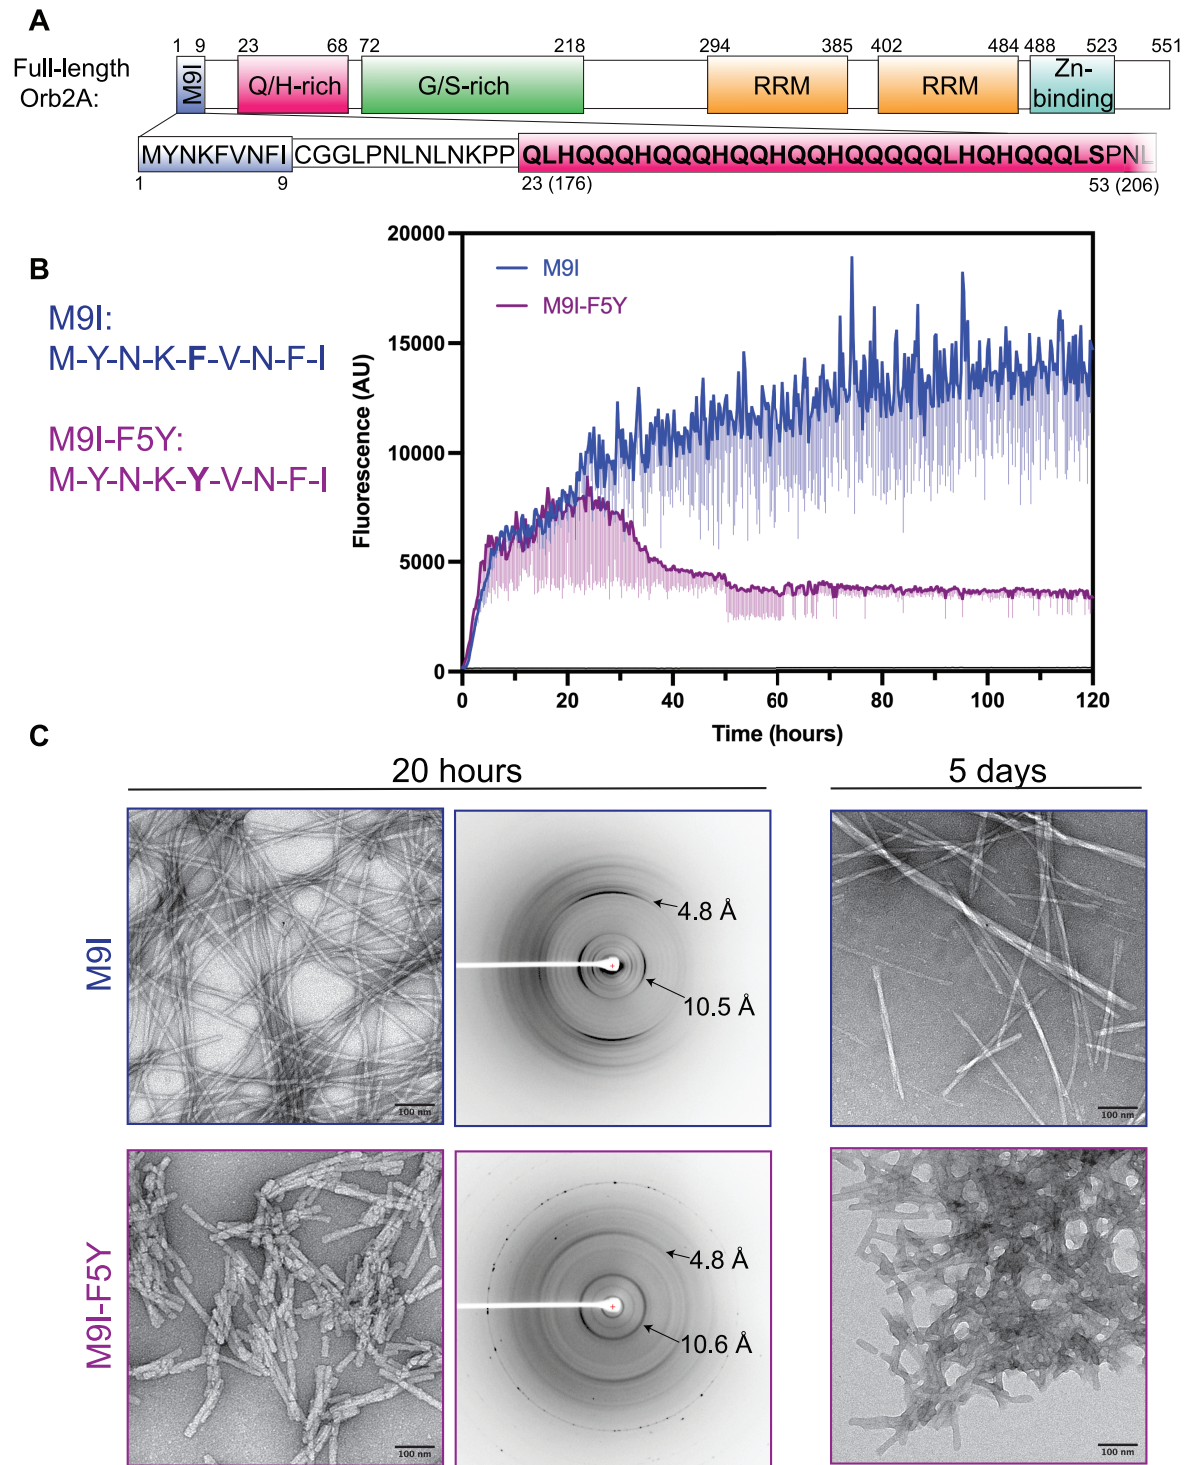 A
1 9 23 68 72 218 294 385 402 484 488 523 551
Full-length
Orb2A:
M9I
Q/H-rich
G/S-rich
RRM
RRM
Zn-
binding
MYNKFVNFICGGLPNLNLNKPPQLHQQQHQQQHQQHQQHQQQQQLHQHQQQLSPNL
1 9 23 (176) 53 (206)
B
M9I:
M-Y-N-K-F-V-N-F-I
M9I-F5Y:
M-Y-N-K-Y-V-N-F-I
M9I
M9I-F5Y
Fluorescence (AU)
20000
15000
10000
5000
0
0 20 40 60 80 100 120
Time (hours)
C
20 hours
5 days
M9I
100 nm
4.8 Å
10.5 Å
100 nm
M9I-F5Y
100 nm
4.8 Å
10.6 Å
100 nm